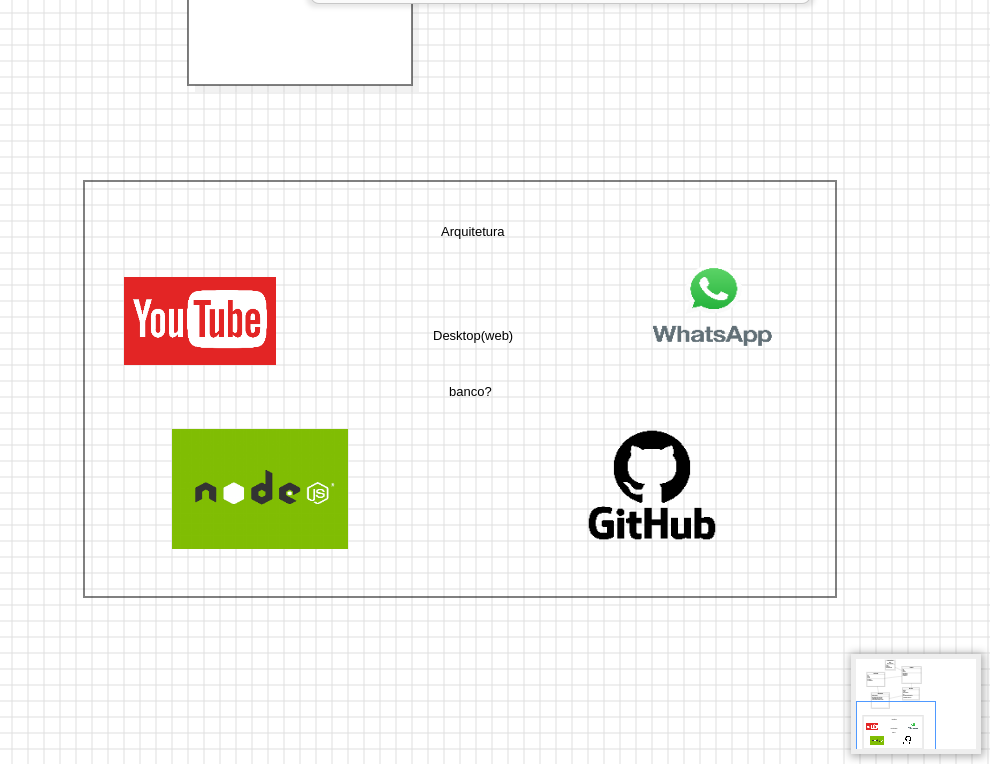 Arquitetura
YouTube
WhatsApp
Desktop(web)
banco?
node JS
GitHub